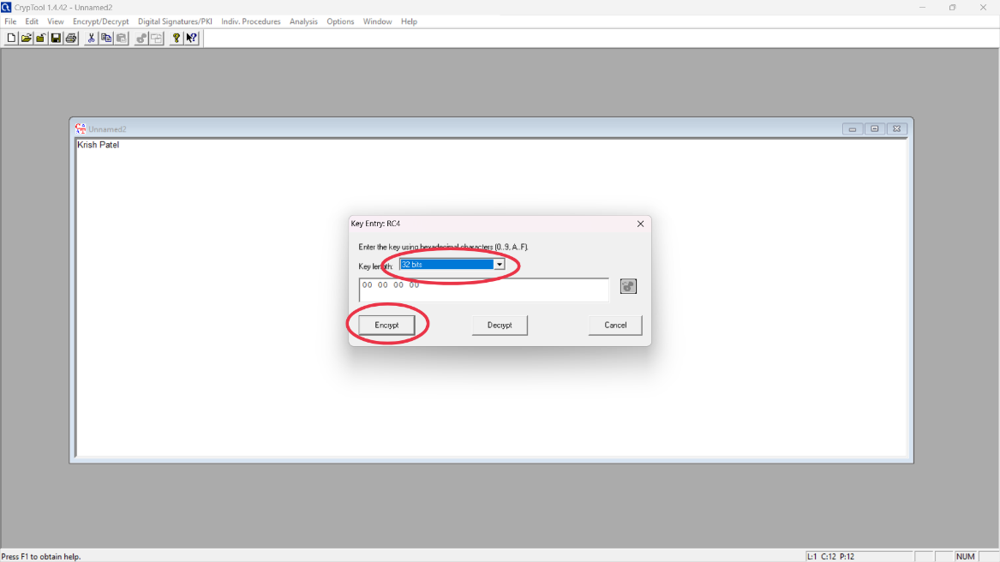 CrypTool 1.4.42 - Unnamed2
File Edit View Encrypt/Decrypt Digital Signatures/PKI Indiv. Procedures Analysis Options Window Help
Unnamed2
Krish Patel
Key Entry: RC4
Enter the key using hexadecimal characters (0..9, A..F).
Key length: 32 bits
00 00 00 00
Encrypt Decrypt Cancel
Press F1 to obtain help. L:1 C:12 P:12 NUM